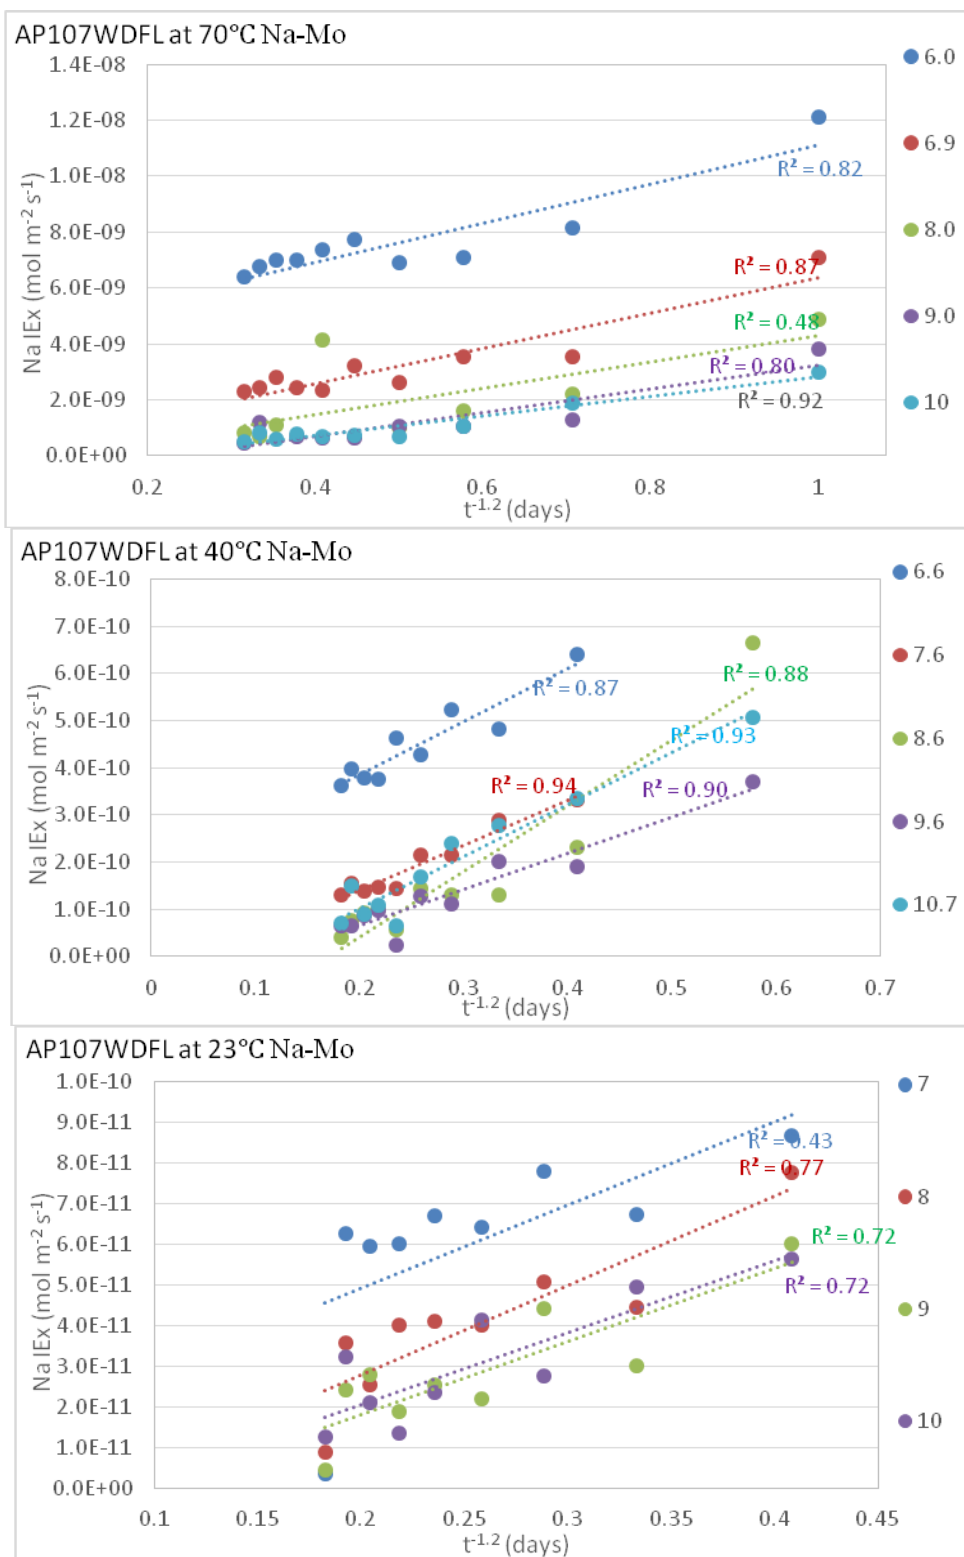 AP107WDFL at 70°C Na-Mo
Na IEx (mol m⁻² s⁻¹)
1.4E-08
1.2E-08
1.0E-08
8.0E-09
6.0E-09
4.0E-09
2.0E-09
0.0E+00
R² = 0.82
R² = 0.87
R² = 0.48
R² = 0.80
R² = 0.92
0.2 0.4 0.6 0.8 1
t⁻¹·² (days)
6.0
6.9
8.0
9.0
10
AP107WDFL at 40°C Na-Mo
Na IEx (mol m⁻² s⁻¹)
8.0E-10
7.0E-10
6.0E-10
5.0E-10
4.0E-10
3.0E-10
2.0E-10
1.0E-10
0.0E+00
R² = 0.87
R² = 0.88
R² = 0.93
R² = 0.94
R² = 0.90
0 0.1 0.2 0.3 0.4 0.5 0.6 0.7
t⁻¹·² (days)
6.6
7.6
8.6
9.6
10.7
AP107WDFL at 23°C Na-Mo
Na IEx (mol m⁻² s⁻¹)
1.0E-10
9.0E-11
8.0E-11
7.0E-11
6.0E-11
5.0E-11
4.0E-11
3.0E-11
2.0E-11
1.0E-11
0.0E+00
R² = 0.43
R² = 0.77
R² = 0.72
R² = 0.72
0.1 0.15 0.2 0.25 0.3 0.35 0.4 0.45
t⁻¹·² (days)
7
8
9
10